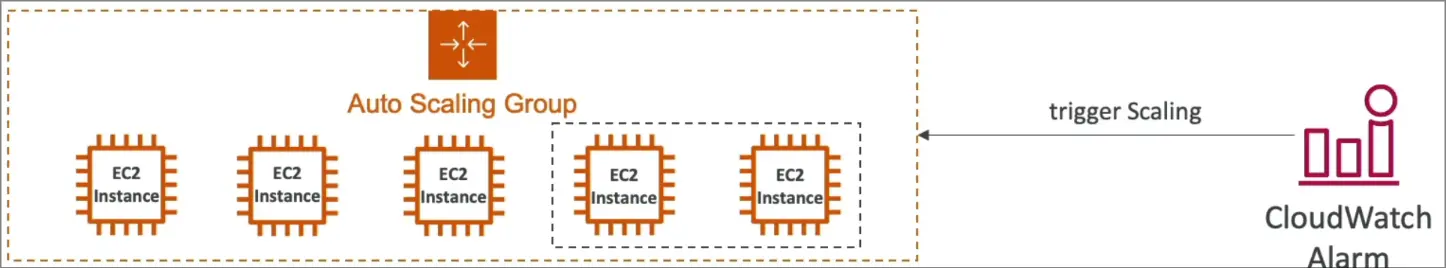 Auto Scaling Group
EC2
Instance
EC2
Instance
EC2
Instance
EC2
Instance
EC2
Instance
trigger Scaling
CloudWatch
Alarm